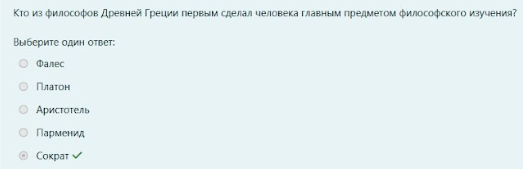 Кто из философов Древней Греции первым сделал человека главным предметом философского изучения?
Выберите один ответ:
Фалес
Платон
Аристотель
Парменид
Сократ